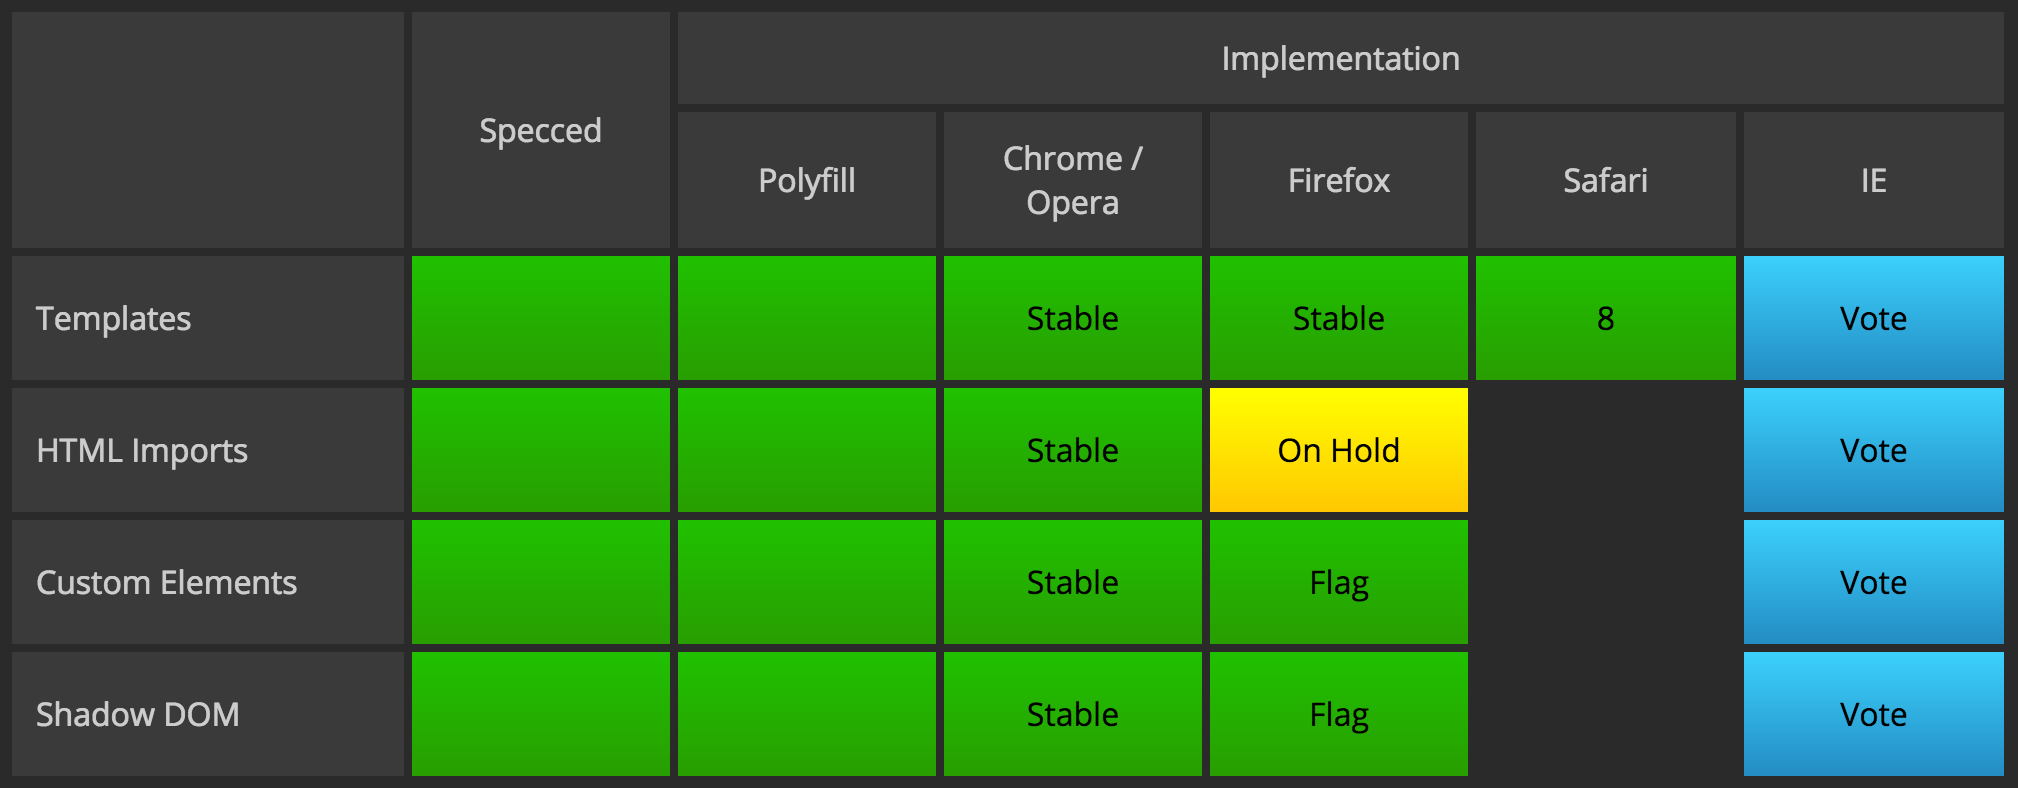 Specced
Implementation
Polyfill
Chrome /
Opera
Firefox
Safari
IE
Templates
Stable
Stable
8
Vote
HTML Imports
Stable
On Hold
Vote
Custom Elements
Stable
Flag
Vote
Shadow DOM
Stable
Flag
Vote